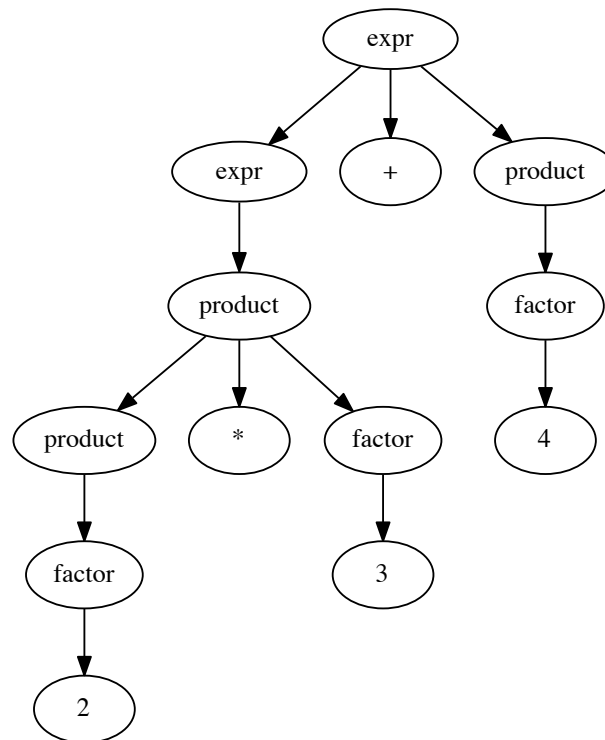 expr
expr + product
product factor
product * factor 4
factor 3
2